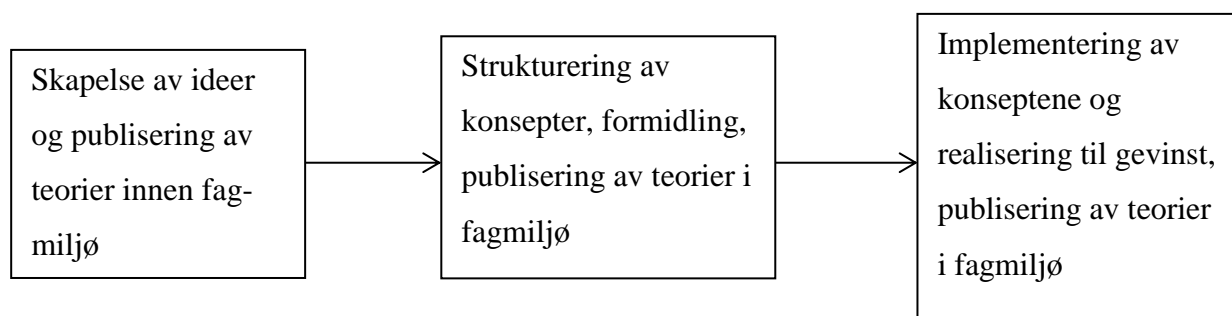 Skapelse av ideer
og publisering av
teorier innen fag-
miljø
Strukturering av
konsepter, formidling,
publisering av teorier i
fagmiljø
Implementering av
konseptene og
realisering til gevinst,
publisering av teorier
i fagmiljø